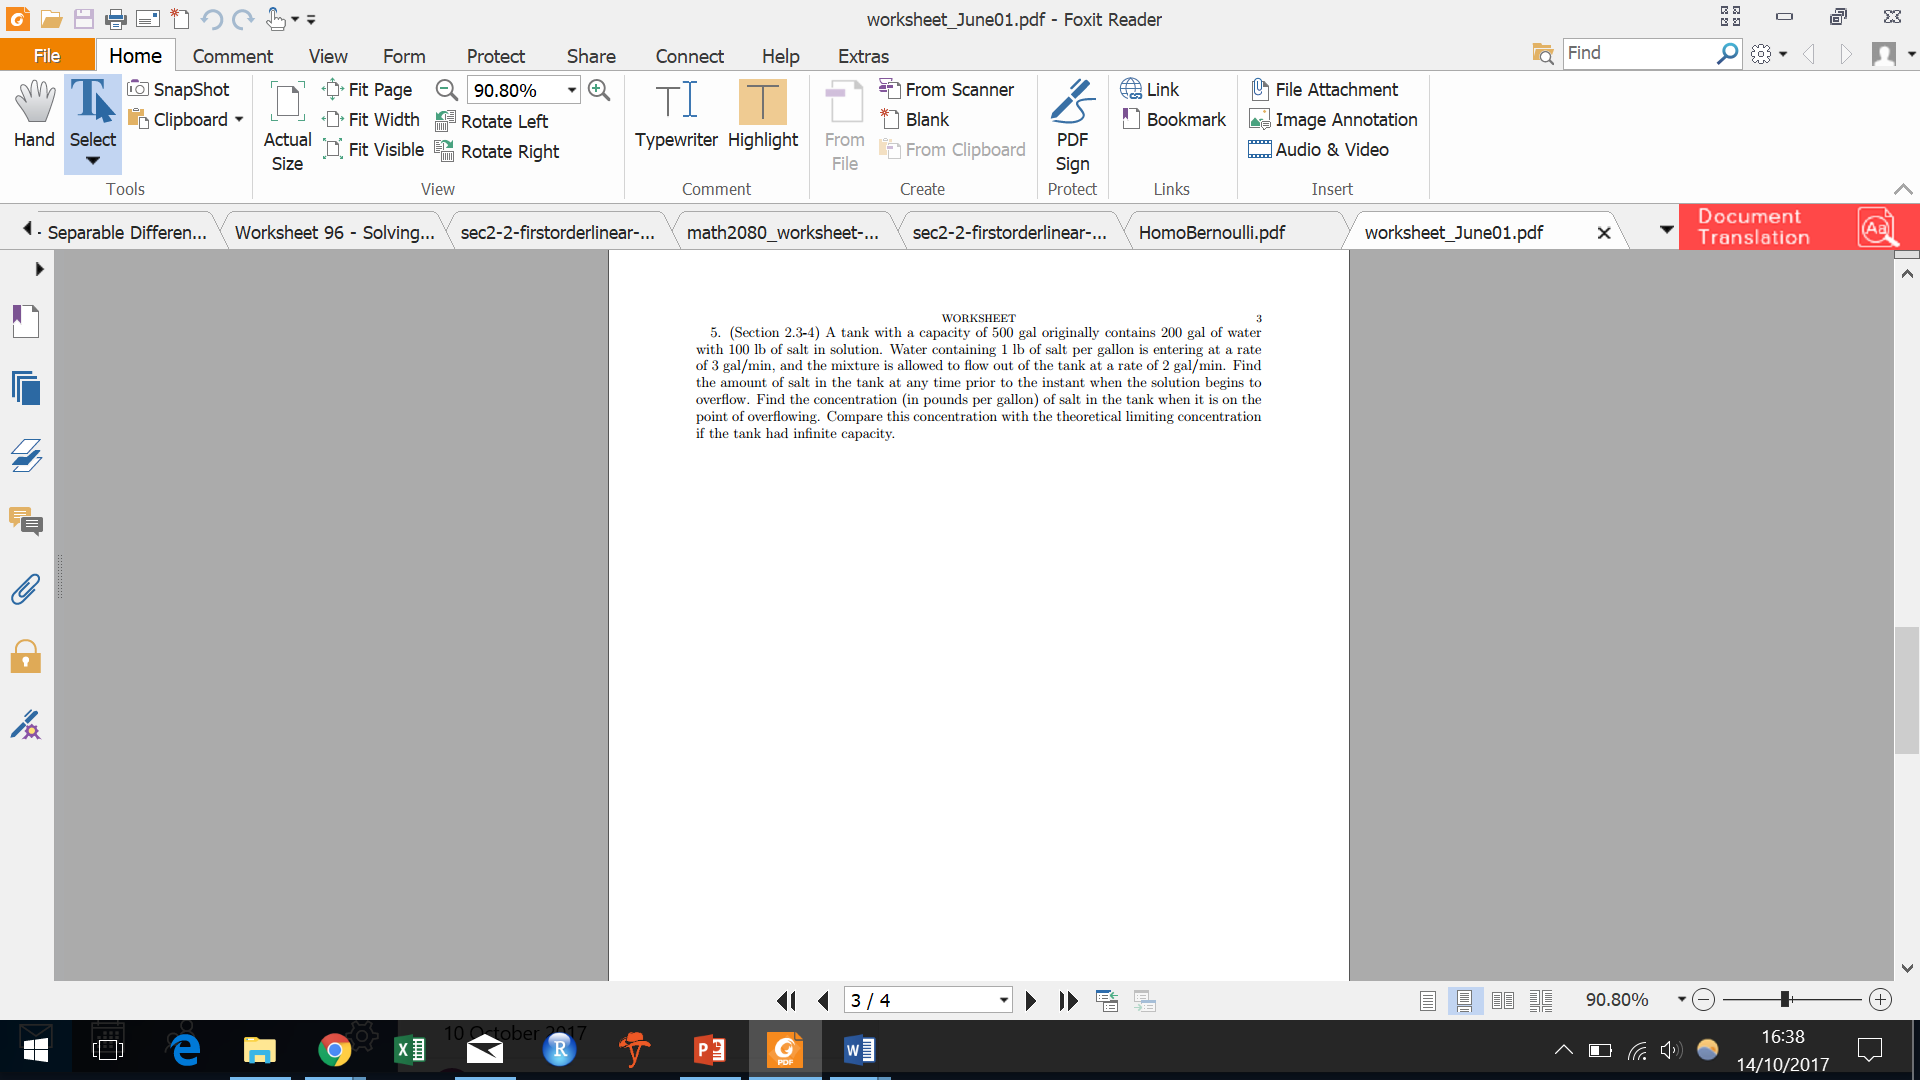 worksheet_June01.pdf - Foxit Reader
File Home Comment View Form Protect Share Connect Help Extras Find
Hand
Select
SnapShot
Clipboard
Tools
Actual Size
Fit Page
Fit Width
Fit Visible
90.80%
Rotate Left
Rotate Right
View
Typewriter
Highlight
Comment
From File
From Scanner
Blank
From Clipboard
Create
PDF Sign
Protect
Link
Bookmark
Links
File Attachment
Image Annotation
Audio & Video
Insert
- Separable Differen... Worksheet 96 - Solving... sec2-2-firstorderlinear-... math2080_worksheet-... sec2-2-firstorderlinear-... HomoBernoulli.pdf worksheet_June01.pdf
Document
Translation
WORKSHEET 3
5. (Section 2.3-4) A tank with a capacity of 500 gal originally contains 200 gal of water
with 100 lb of salt in solution. Water containing 1 lb of salt per gallon is entering at a rate
of 3 gal/min, and the mixture is allowed to flow out of the tank at a rate of 2 gal/min. Find
the amount of salt in the tank at any time prior to the instant when the solution begins to
overflow. Find the concentration (in pounds per gallon) of salt in the tank when it is on the
point of overflowing. Compare this concentration with the theoretical limiting concentration
if the tank had infinite capacity.
3 / 4
90.80%
10 October 2017
16:38
14/10/2017